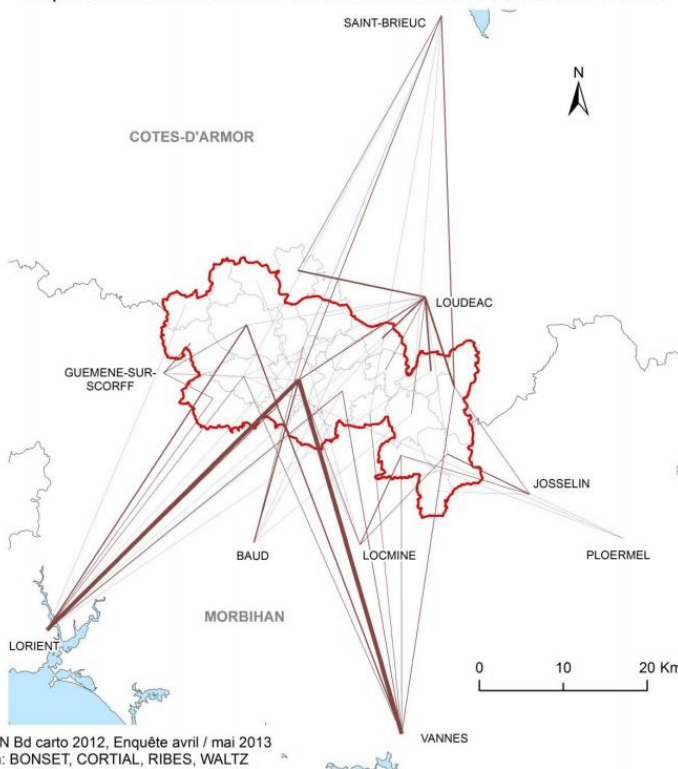 SAINT-BRIEUC
N
COTES-D'ARMOR
LOUDEAC
GUEMENE-SUR-
SCORFF
JOSSELIN
BAUD
LOCMINE
PLOERMEL
MORBIHAN
LORIENT
0 10 20 Km
VANNES
N Bd carto 2012, Enquête avril / mai 2013
: BONSET, CORTIAL, RIBES, WALTZ